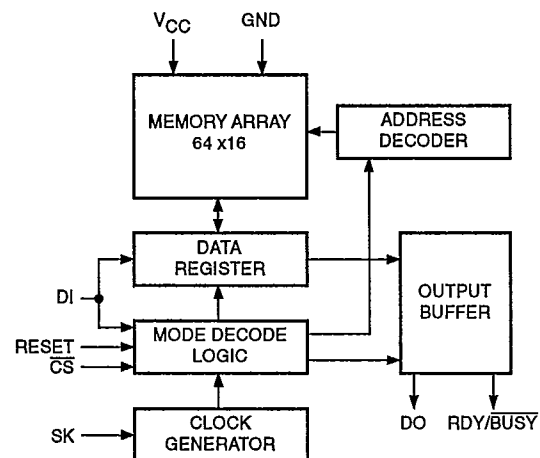 VCC GND
MEMORY ARRAY
64 x16
ADDRESS
DECODER
DATA
REGISTER
DI
OUTPUT
BUFFER
MODE DECODE
LOGIC
RESET
CS
CLOCK
GENERATOR
SK
DO RDY/BUSY